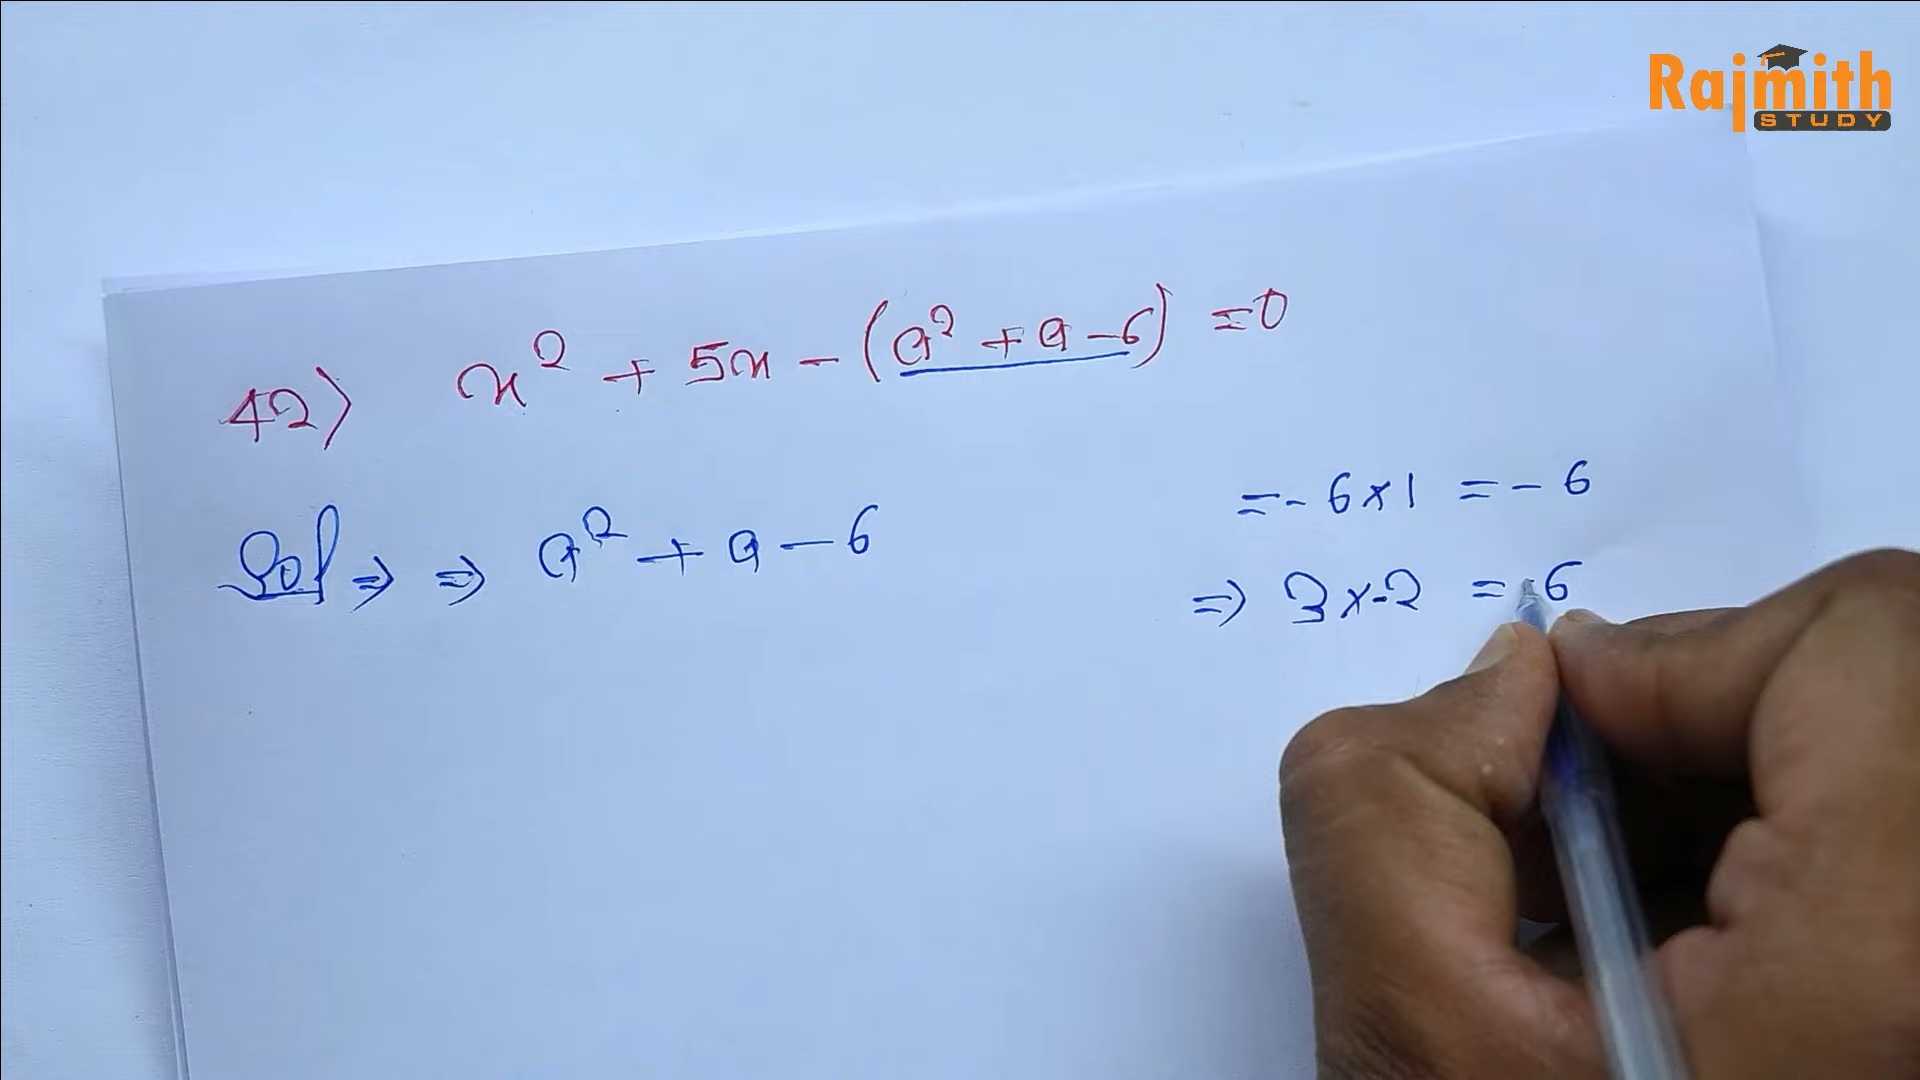 Rajmith
STUDY
42) x² + 5x - (a² + a - 6) = 0
Sol ⇒ ⇒ a² + a - 6
= - 6 x 1 = - 6
⇒ 3 x -2 = -6